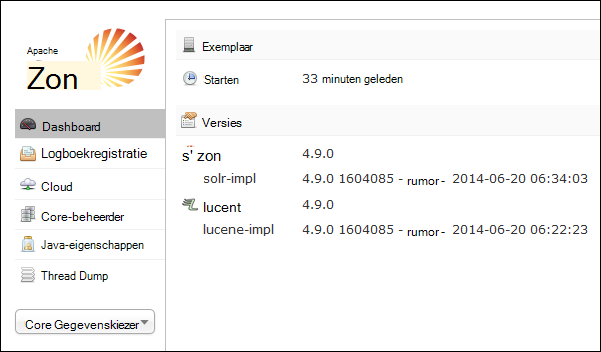 Apache
Zon
Dashboard
Logboekregistratie
Cloud
Core-beheerder
Java-eigenschappen
Thread Dump
Core Gegevenskiezer
Exemplaar
Starten 33 minuten geleden
Versies
s' zon 4.9.0
solr-impl 4.9.0 1604085 - rumor - 2014-06-20 06:34:03
lucent 4.9.0
lucene-impl 4.9.0 1604085 - rumor - 2014-06-20 06:22:23